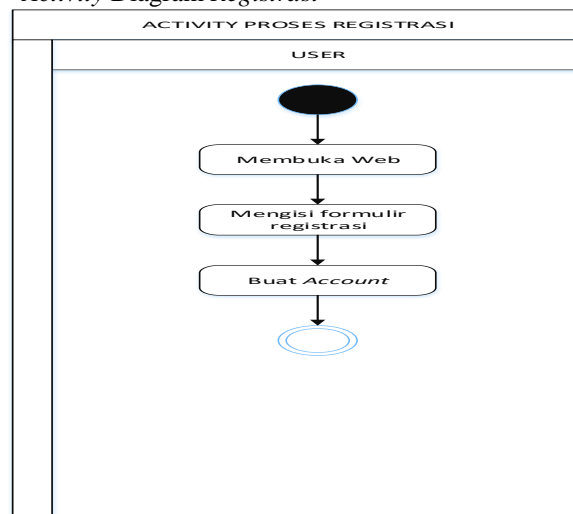 Activity Diagram Registrasi
ACTIVITY PROSES REGISTRASI
USER
Membuka Web
Mengisi formulir
registrasi
Buat Account